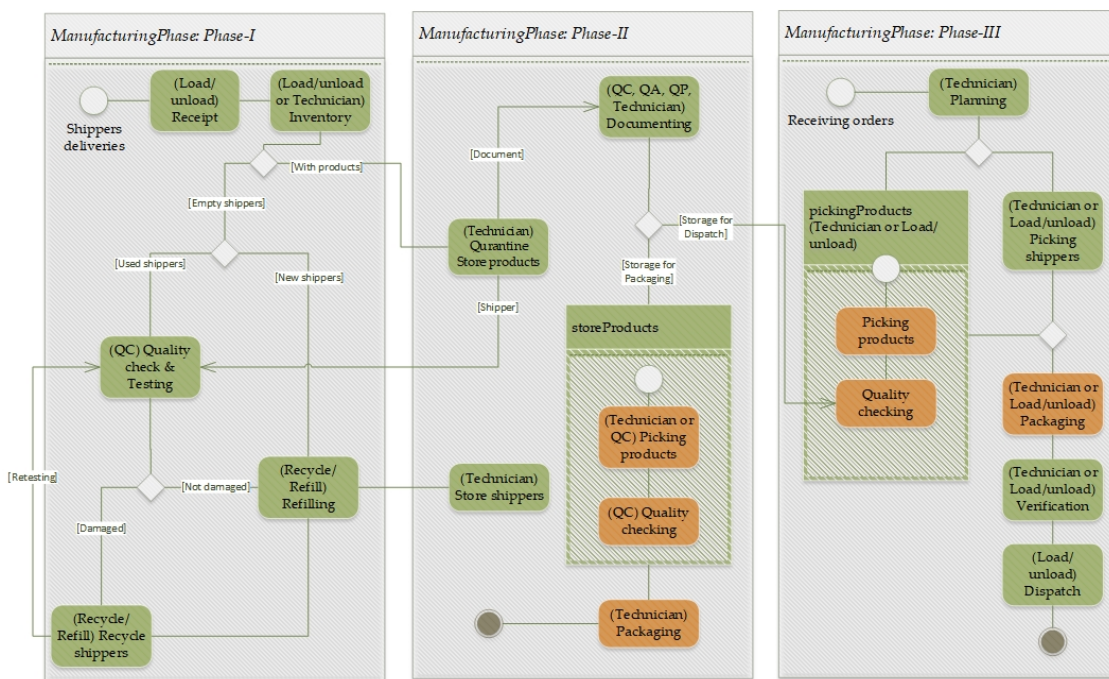 ManufacturingPhase: Phase-I
(Load/
unload)
Receipt
(Load/unload
or Technician)
Inventory
Shippers
deliveries
[With products]
[Empty shippers]
[Used shippers]
[New shippers]
(QC) Quality
check &
Testing
[Retesting]
[Not damaged]
(Recycle/
Refill)
Refilling
[Damaged]
(Recycle/
Refill) Recycle
shippers
ManufacturingPhase: Phase-II
(QC, QA, QP,
Technician)
Documenting
[Document]
(Technician)
Qurantine
Store products
[Storage for
Dispatch]
[Storage for
Packaging]
[Shipper]
storeProducts
(Technician or
QC) Picking
products
(Technician)
Store shippers
(QC) Quality
checking
(Technician)
Packaging
ManufacturingPhase: Phase-III
(Technician)
Planning
Receiving orders
pickingProducts
(Technician or Load/
unload)
(Technician or
Load/unload)
Picking
shippers
Picking
products
Quality
checking
(Technician or
Load/unload)
Packaging
(Technician or
Load/unload)
Verification
(Load/
unload)
Dispatch